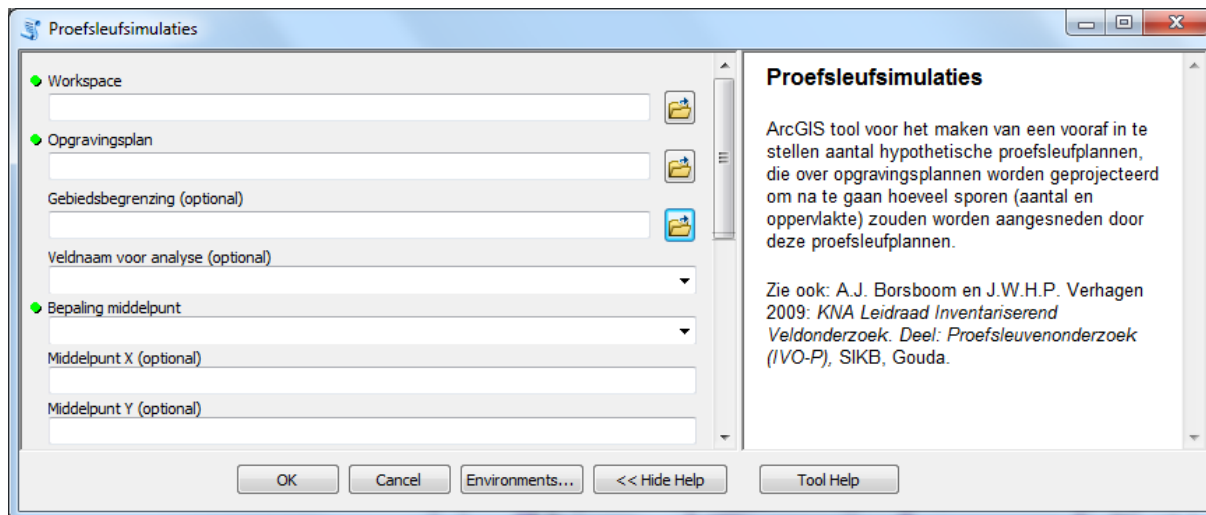 Proefsleufsimulaties
Workspace
Opgravingsplan
Gebiedsbegrenzing (optional)
Veldnaam voor analyse (optional)
Bepaling middelpunt
Middelpunt X (optional)
Middelpunt Y (optional)
Proefsleufsimulaties
ArcGIS tool voor het maken van een vooraf in te
stellen aantal hypothetische proefsleufplannen,
die over opgravingsplannen worden geprojecteerd
om na te gaan hoeveel sporen (aantal en
oppervlakte) zouden worden aangesneden door
deze proefsleufplannen.
Zie ook: A.J. Borsboom en J.W.H.P. Verhagen
2009: KNA Leidraad Inventariserend
Veldonderzoek. Deel: Proefsleuvenonderzoek
(IVO-P), SIKB, Gouda.
OK
Cancel
Environments...
<< Hide Help
Tool Help